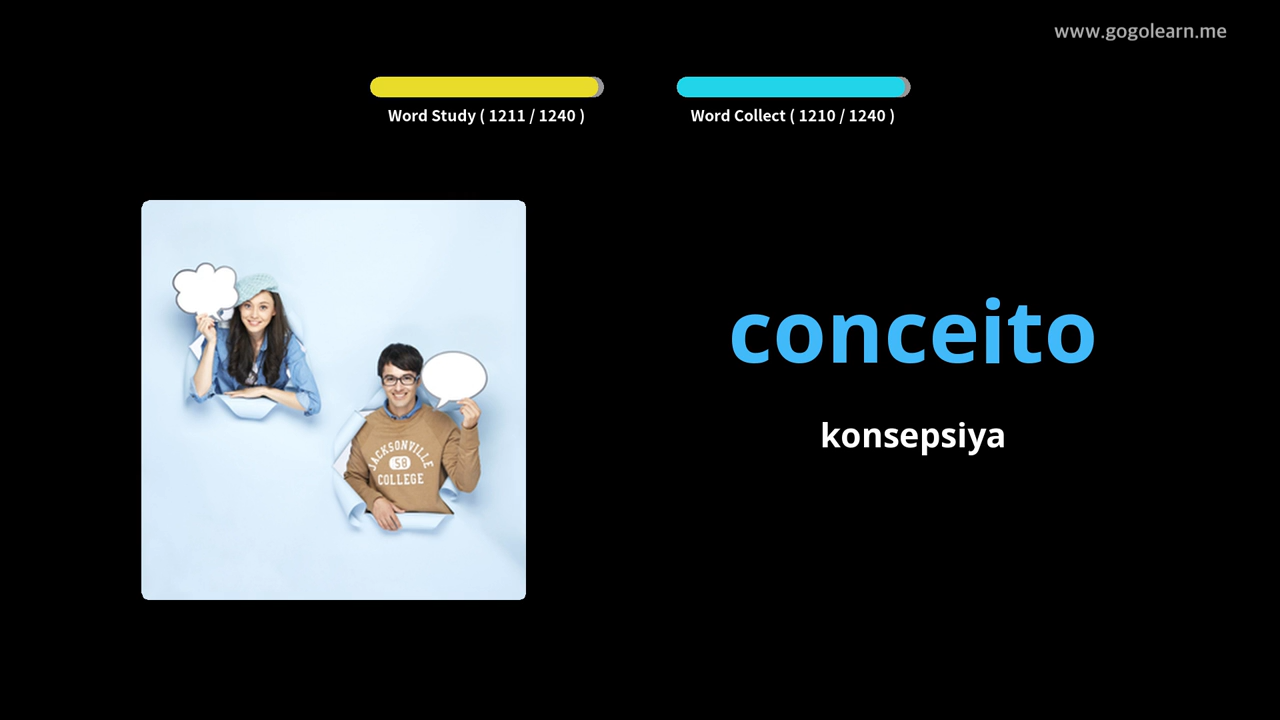 www.gogolearn.me
Word Study ( 1211 / 1240 )
Word Collect ( 1210 / 1240 )
conceito
konsepsiya
JACKSONVILLE
58
COLLEGE